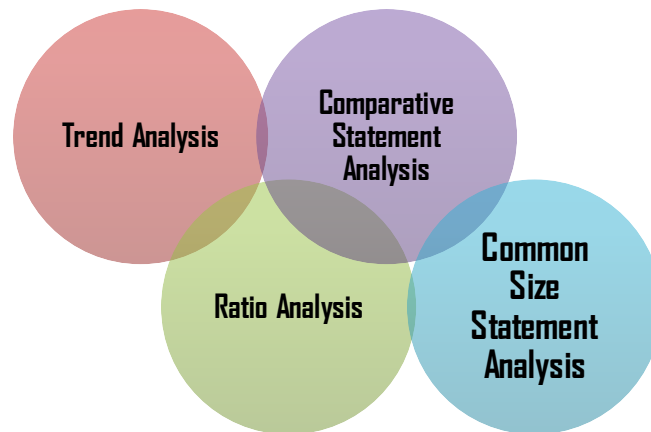 Trend Analysis
Comparative
Statement
Analysis
Ratio Analysis
Common
Size
Statement
Analysis